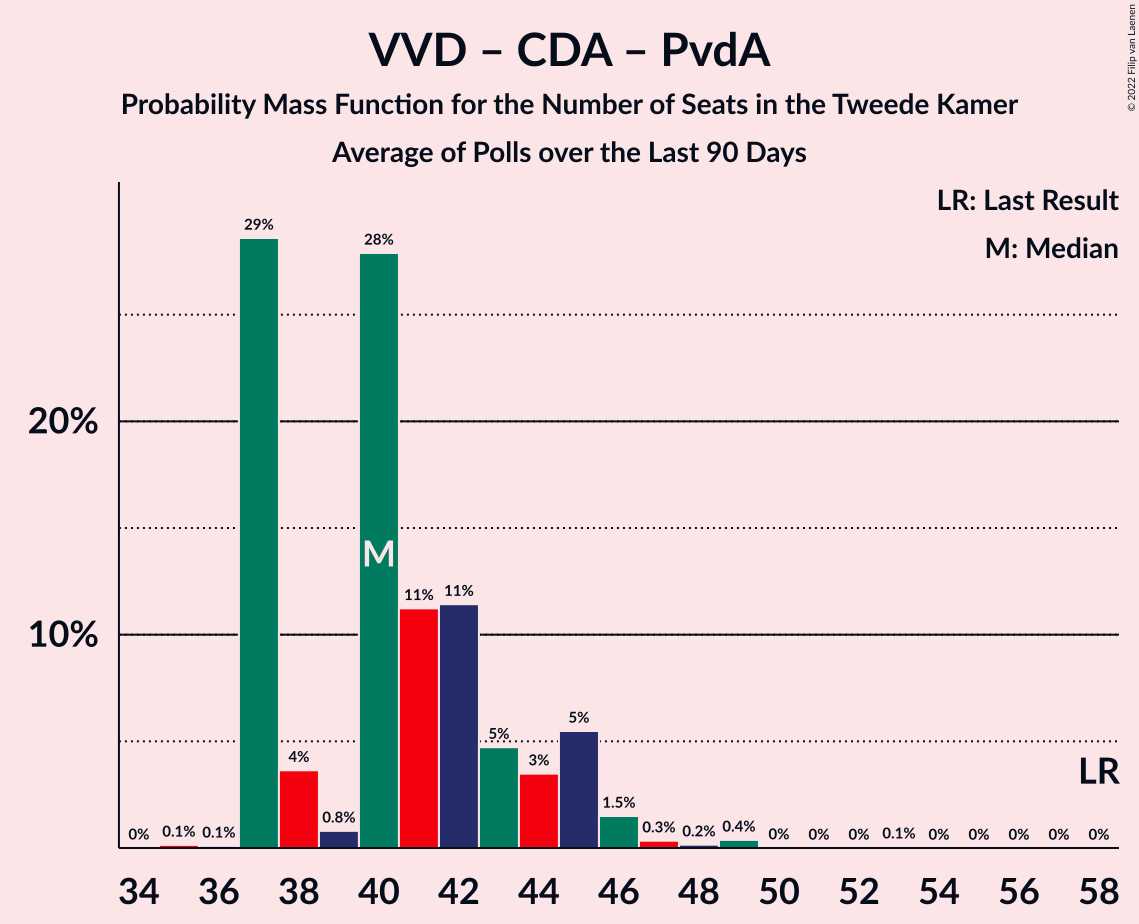 VVD – CDA – PvdA
Probability Mass Function for the Number of Seats in the Tweede Kamer
Average of Polls over the Last 90 Days
© 2022 Filip van Laenen
LR: Last Result
M: Median
20%
10%
0% 0.1% 0.1% 29% 4% 0.8% 28% 11% 11% 5% 3% 5% 1.5% 0.3% 0.2% 0.4% 0% 0% 0% 0.1% 0% 0% 0% 0% 0%
M
LR
34 36 38 40 42 44 46 48 50 52 54 56 58